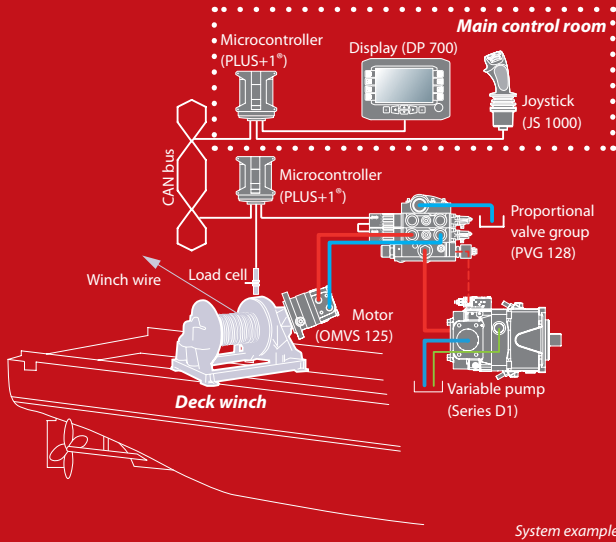 Main control room
Microcontroller
(PLUS+1®)
Display (DP 700)
Joystick
(JS 1000)
CAN bus
Microcontroller
(PLUS+1®)
Proportional
valve group
(PVG 128)
Winch wire
Load cell
Motor
(OMVS 125)
Deck winch
Variable pump
(Series D1)
System example